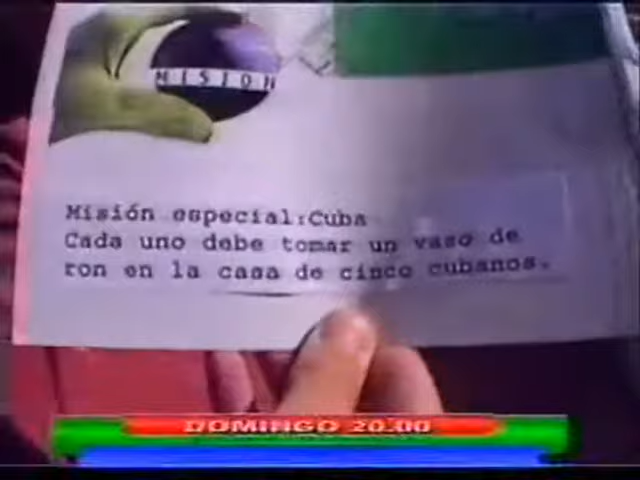 MISION
Misión especial:Cuba
Cada uno debe tomar un vaso de
ron en la casa de cinco cubanos.
DOMINGO 20.00